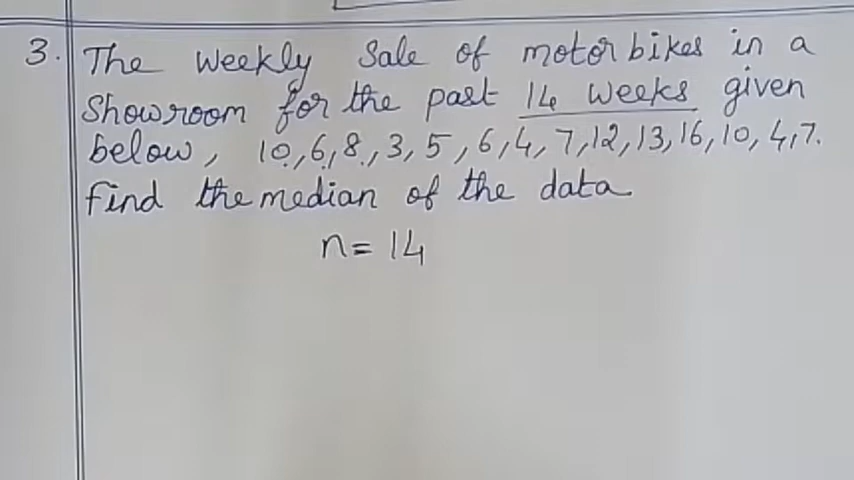 3. The weekly Sale of motor bikes in a
Showroom for the past 14 weeks given
below, 10, 6, 8, 3, 5, 6, 4, 7, 12, 13, 16, 10, 4, 7.
find the median of the data
n = 14